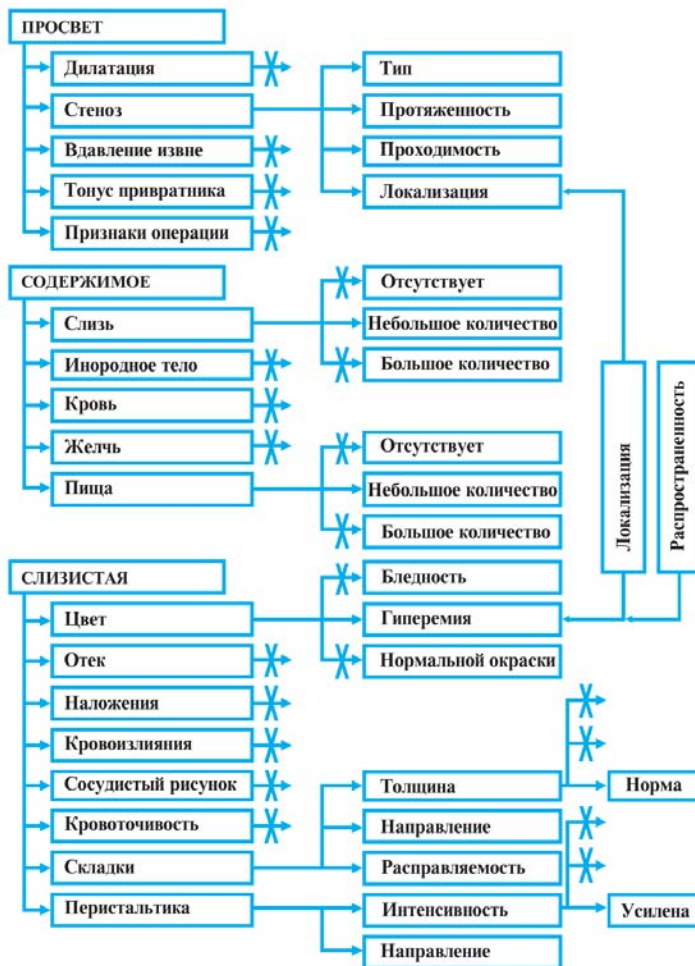 ПРОСВЕТ
Дилатация
Тип
Стеноз
Протяженность
Вдавление извне
Проходимость
Тонус привратника
Локализация
Признаки операции
СОДЕРЖИМОЕ
Отсутствует
Слизь
Небольшое количество
Инородное тело
Большое количество
Кровь
Желчь
Отсутствует
Пища
Небольшое количество
Большое количество
Локализация
Распространенность
СЛИЗИСТАЯ
Бледность
Цвет
Гиперемия
Отек
Нормальной окраски
Наложения
Кровоизлияния
Сосудистый рисунок
Толщина
Норма
Кровоточивость
Направление
Складки
Расправляемость
Перистальтика
Интенсивность
Усилена
Направление